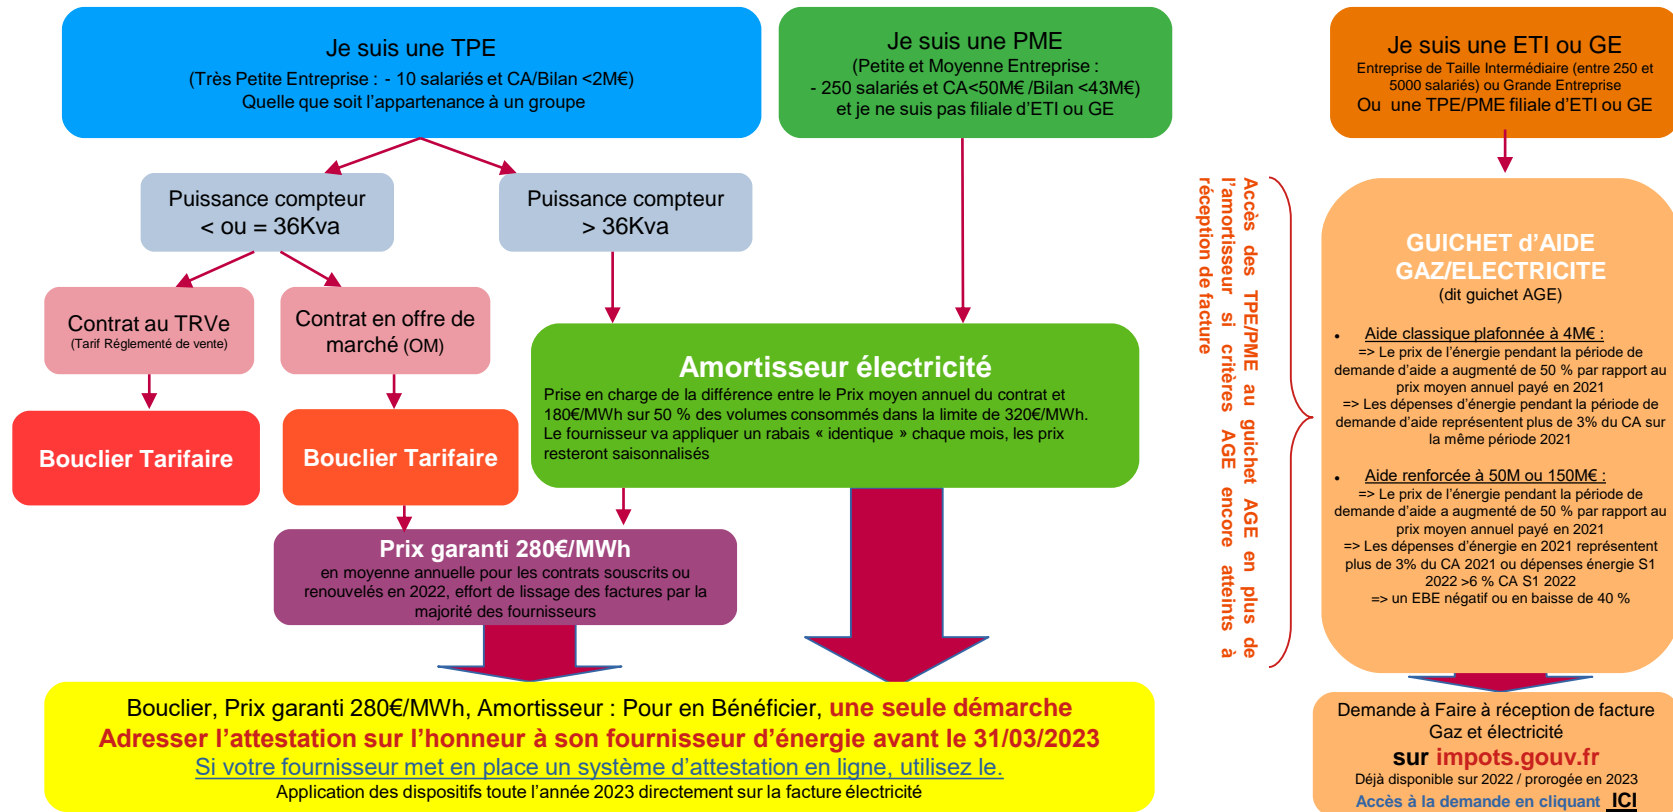 Je suis une TPE
(Très Petite Entreprise : - 10 salariés et CA/Bilan <2M€)
Quelle que soit l'appartenance à un groupe
Je suis une PME
(Petite et Moyenne Entreprise :
- 250 salariés et CA<50M€ /Bilan <43M€)
et je ne suis pas filiale d'ETI ou GE
Je suis une ETI ou GE
Entreprise de Taille Intermédiaire (entre 250 et
5000 salariés) ou Grande Entreprise
Ou une TPE/PME filiale d'ETI ou GE
Puissance compteur
< ou = 36Kva
Puissance compteur
> 36Kva
Contrat au TRVe
(Tarif Réglementé de vente)
Contrat en offre de
marché (OM)
Bouclier Tarifaire
Bouclier Tarifaire
Amortisseur électricité
Prise en charge de la différence entre le Prix moyen annuel du contrat et
180€/MWh sur 50 % des volumes consommés dans la limite de 320€/MWh.
Le fournisseur va appliquer un rabais « identique » chaque mois, les prix
resteront saisonnalisés
Prix garanti 280€/MWh
en moyenne annuelle pour les contrats souscrits ou
renouvelés en 2022, effort de lissage des factures par la
majorité des fournisseurs
Accès des TPE/PME au guichet AGE en plus de
l'amortisseur si critères AGE encore atteints à
réception de facture
GUICHET d'AIDE
GAZ/ELECTRICITE
(dit guichet AGE)
• Aide classique plafonnée à 4M€ :
=> Le prix de l'énergie pendant la période de
demande d'aide a augmenté de 50 % par rapport au
prix moyen annuel payé en 2021
=> Les dépenses d'énergie pendant la période de
demande d'aide représentent plus de 3% du CA sur
la même période 2021
• Aide renforcée à 50M ou 150M€ :
=> Le prix de l'énergie pendant la période de
demande d'aide a augmenté de 50 % par rapport au
prix moyen annuel payé en 2021
=> Les dépenses d'énergie en 2021 représentent
plus de 3% du CA 2021 ou dépenses énergie S1
2022 >6 % CA S1 2022
=> un EBE négatif ou en baisse de 40 %
Bouclier, Prix garanti 280€/MWh, Amortisseur : Pour en Bénéficier, une seule démarche
Adresser l'attestation sur l'honneur à son fournisseur d'énergie avant le 31/03/2023
Si votre fournisseur met en place un système d'attestation en ligne, utilisez le.
Application des dispositifs toute l'année 2023 directement sur la facture électricité
Demande à Faire à réception de facture
Gaz et électricité
sur impots.gouv.fr
Déjà disponible sur 2022 / prorogée en 2023
Accès à la demande en cliquant ICI